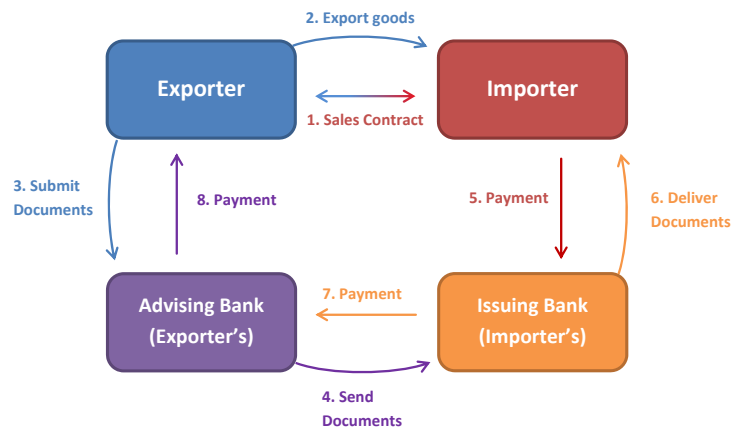 2. Export goods
Exporter
Importer
1. Sales Contract
3. Submit
Documents
8. Payment
5. Payment
6. Deliver
Documents
Advising Bank
(Exporter’s)
7. Payment
Issuing Bank
(Importer’s)
4. Send
Documents